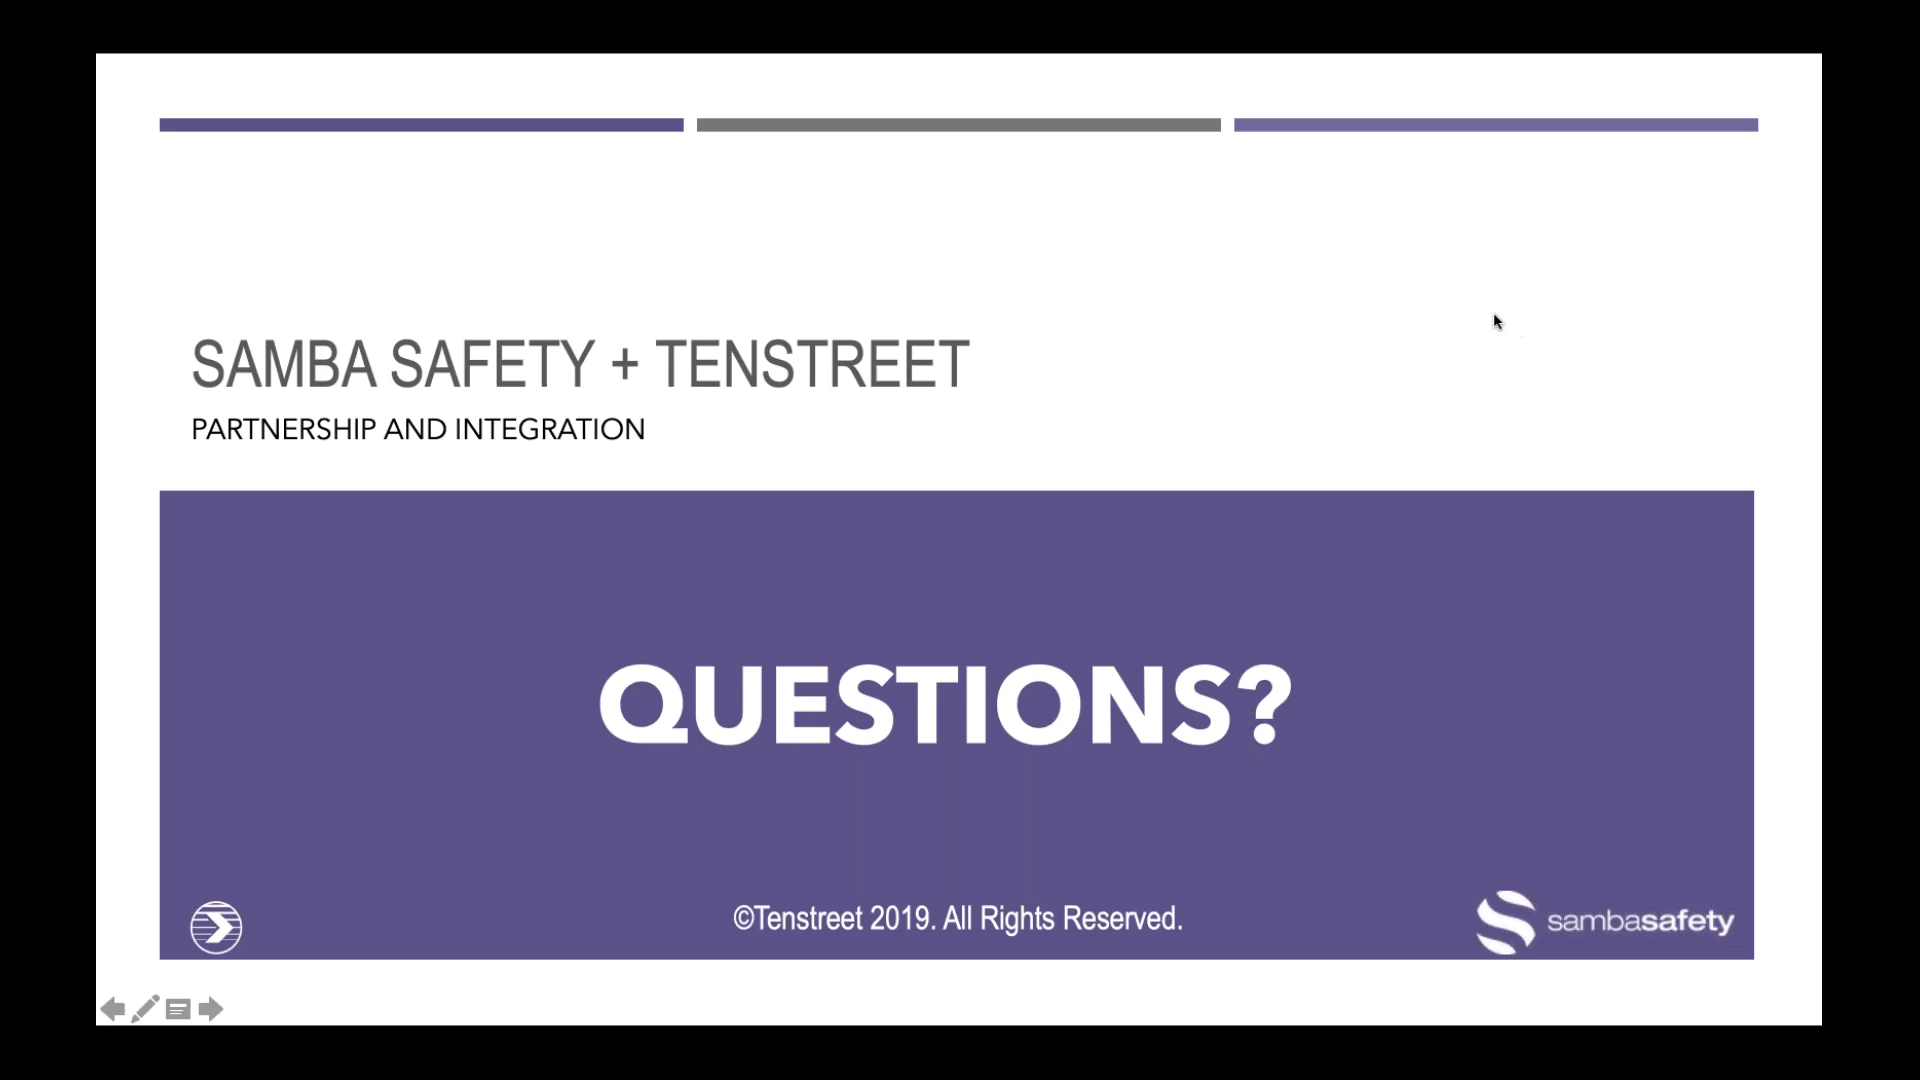 SAMBA SAFETY + TENSTREET
PARTNERSHIP AND INTEGRATION
QUESTIONS?
©Tenstreet 2019. All Rights Reserved.
sambasafety